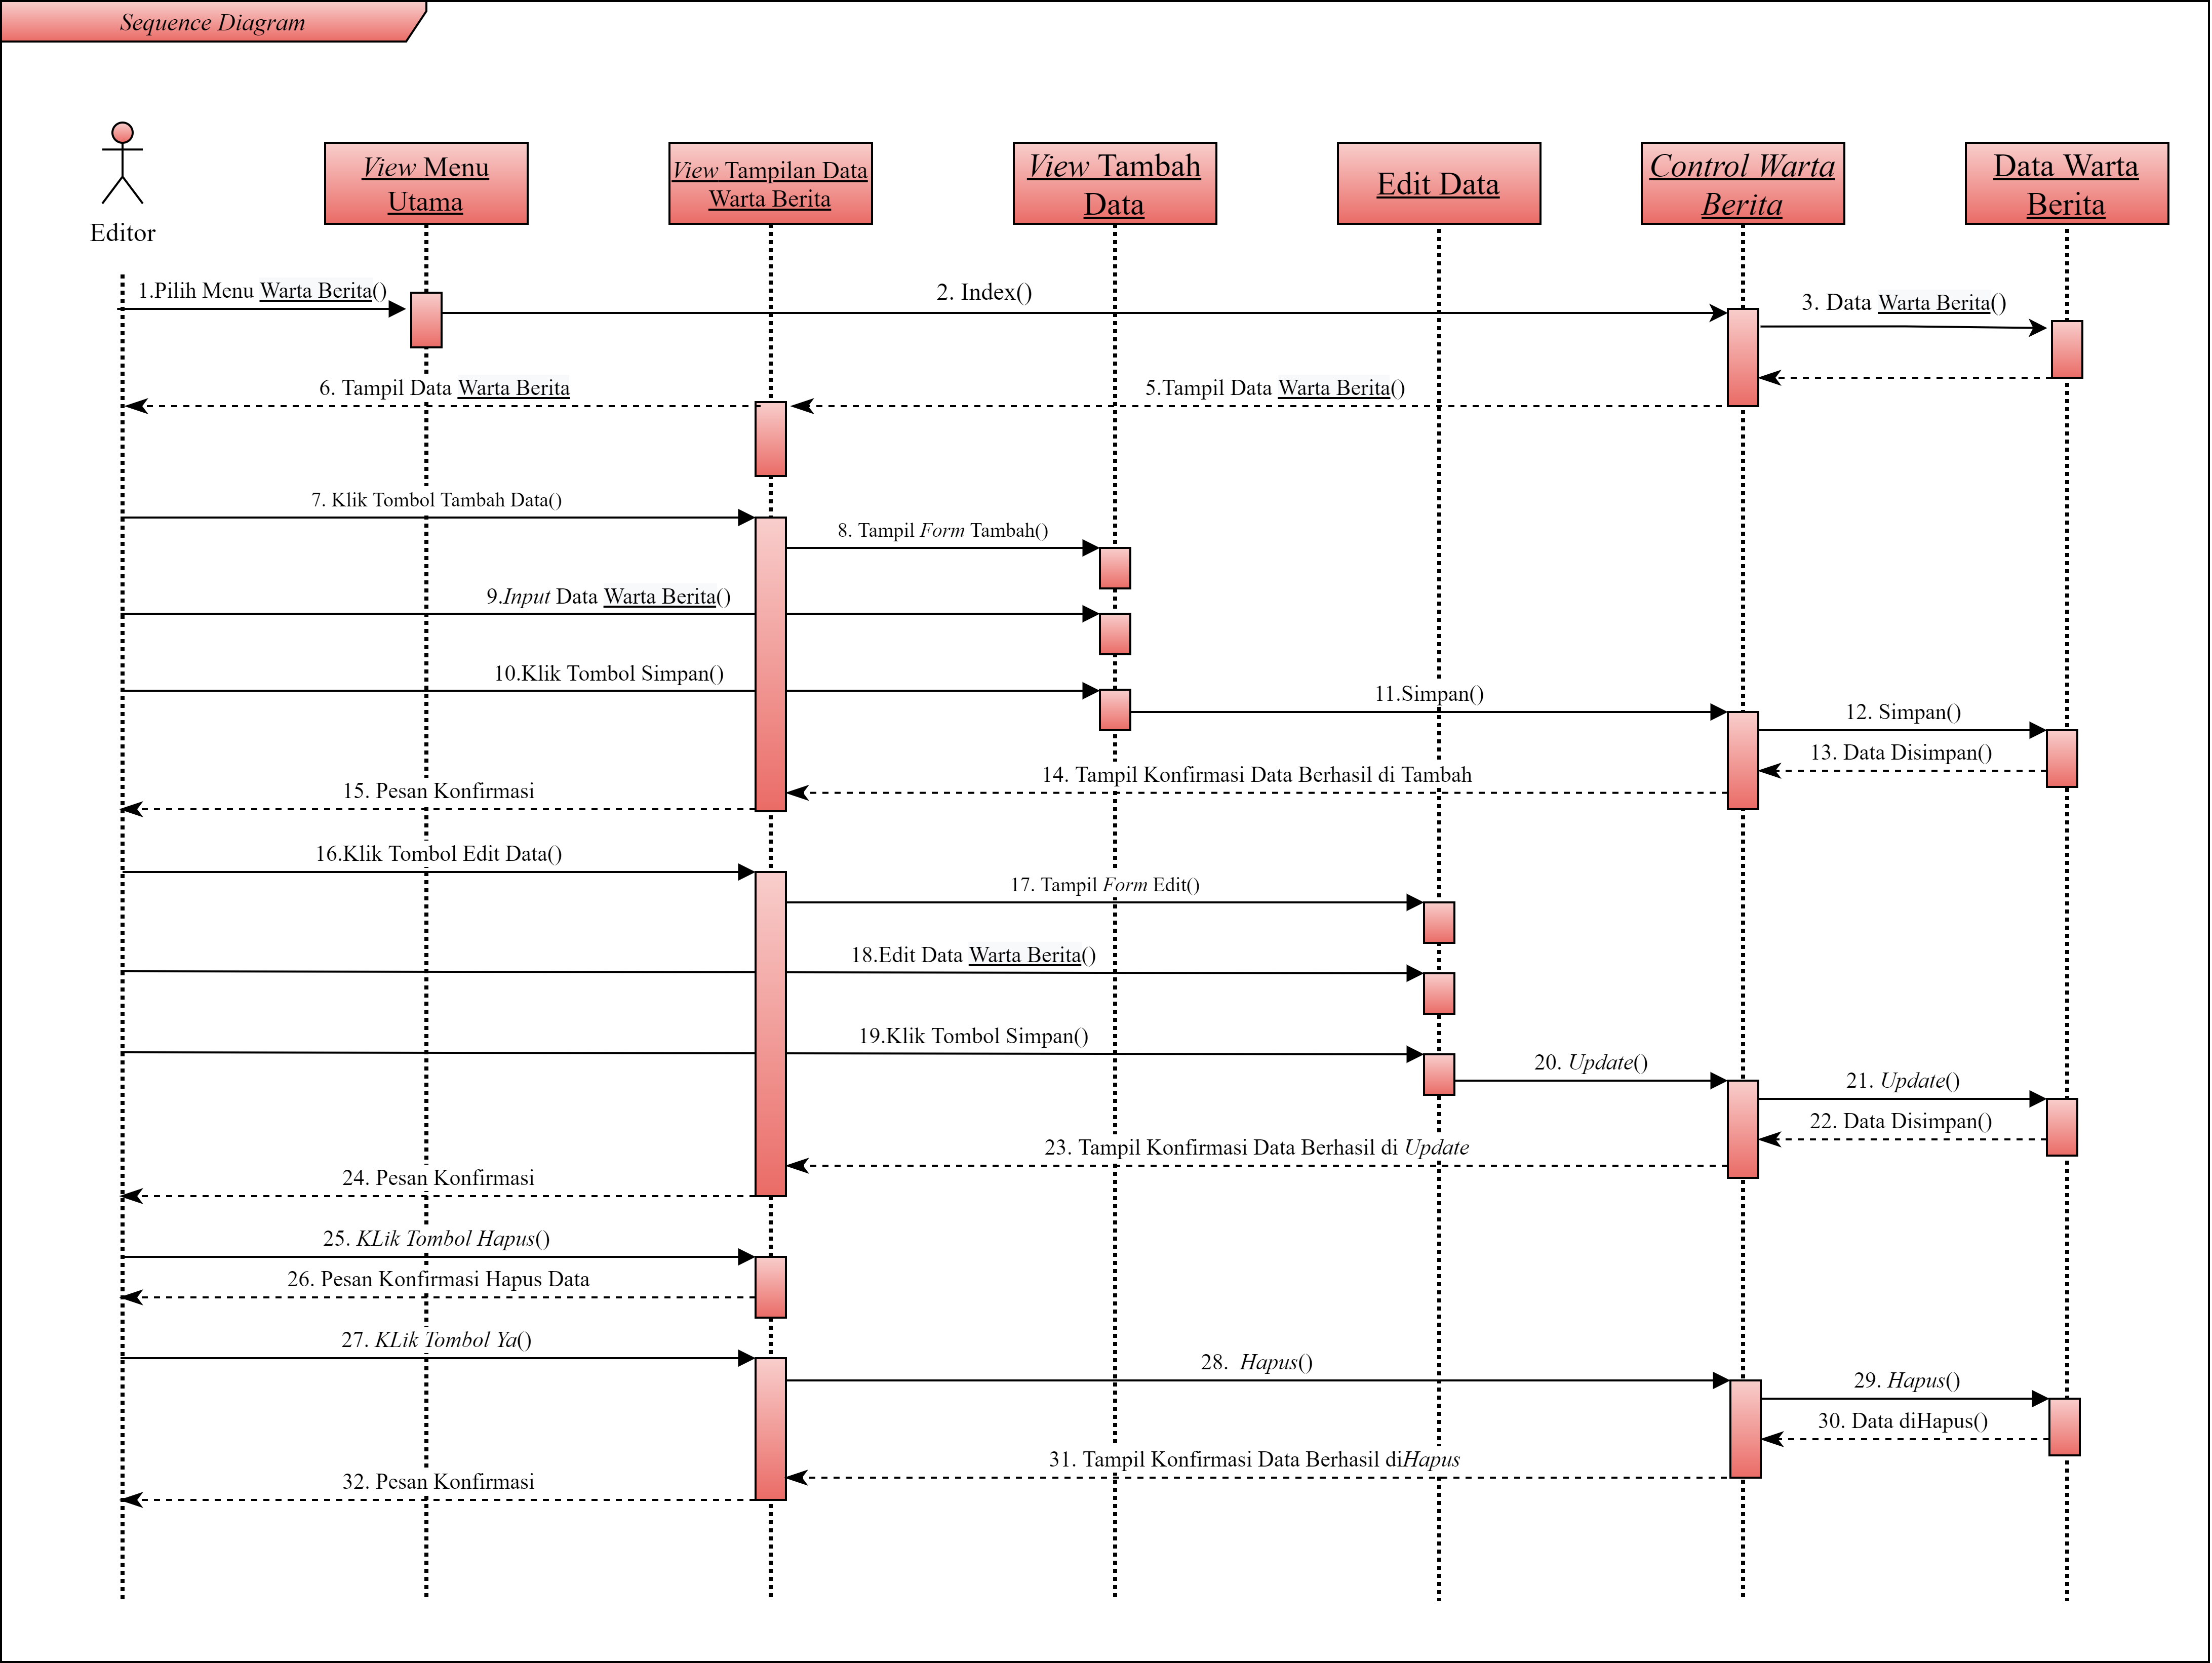 Sequence Diagram
Editor
View Menu
Utama
View Tampilan Data
Warta Berita
View Tambah
Data
Edit Data
Control Warta
Berita
Data Warta
Berita
1.Pilih Menu Warta Berita()
2. Index()
3. Data Warta Berita()
6. Tampil Data Warta Berita
5.Tampil Data Warta Berita()
7. Klik Tombol Tambah Data()
8. Tampil Form Tambah()
9.Input Data Warta Berita()
10.Klik Tombol Simpan()
11.Simpan()
12. Simpan()
13. Data Disimpan()
14. Tampil Konfirmasi Data Berhasil di Tambah
15. Pesan Konfirmasi
16.Klik Tombol Edit Data()
17. Tampil Form Edit()
18.Edit Data Warta Berita()
19.Klik Tombol Simpan()
20. Update()
21. Update()
22. Data Disimpan()
23. Tampil Konfirmasi Data Berhasil di Update
24. Pesan Konfirmasi
25. KLik Tombol Hapus()
26. Pesan Konfirmasi Hapus Data
27. KLik Tombol Ya()
28.  Hapus()
29. Hapus()
30. Data diHapus()
31. Tampil Konfirmasi Data Berhasil diHapus
32. Pesan Konfirmasi